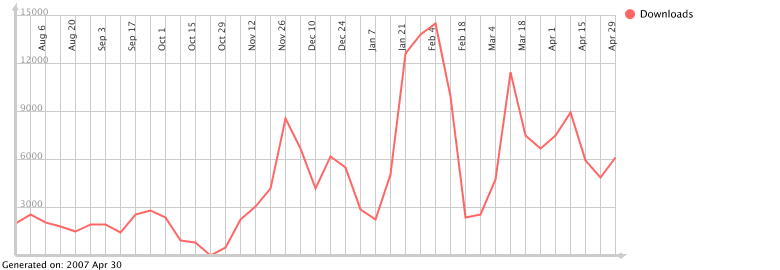 15000
12000
9000
6000
3000
Aug 6
Aug 20
Sep 3
Sep 17
Oct 1
Oct 15
Oct 29
Nov 12
Nov 26
Dec 10
Dec 24
Jan 7
Jan 21
Feb 4
Feb 18
Mar 4
Mar 18
Apr 1
Apr 15
Apr 29
Downloads
Generated on: 2007 Apr 30